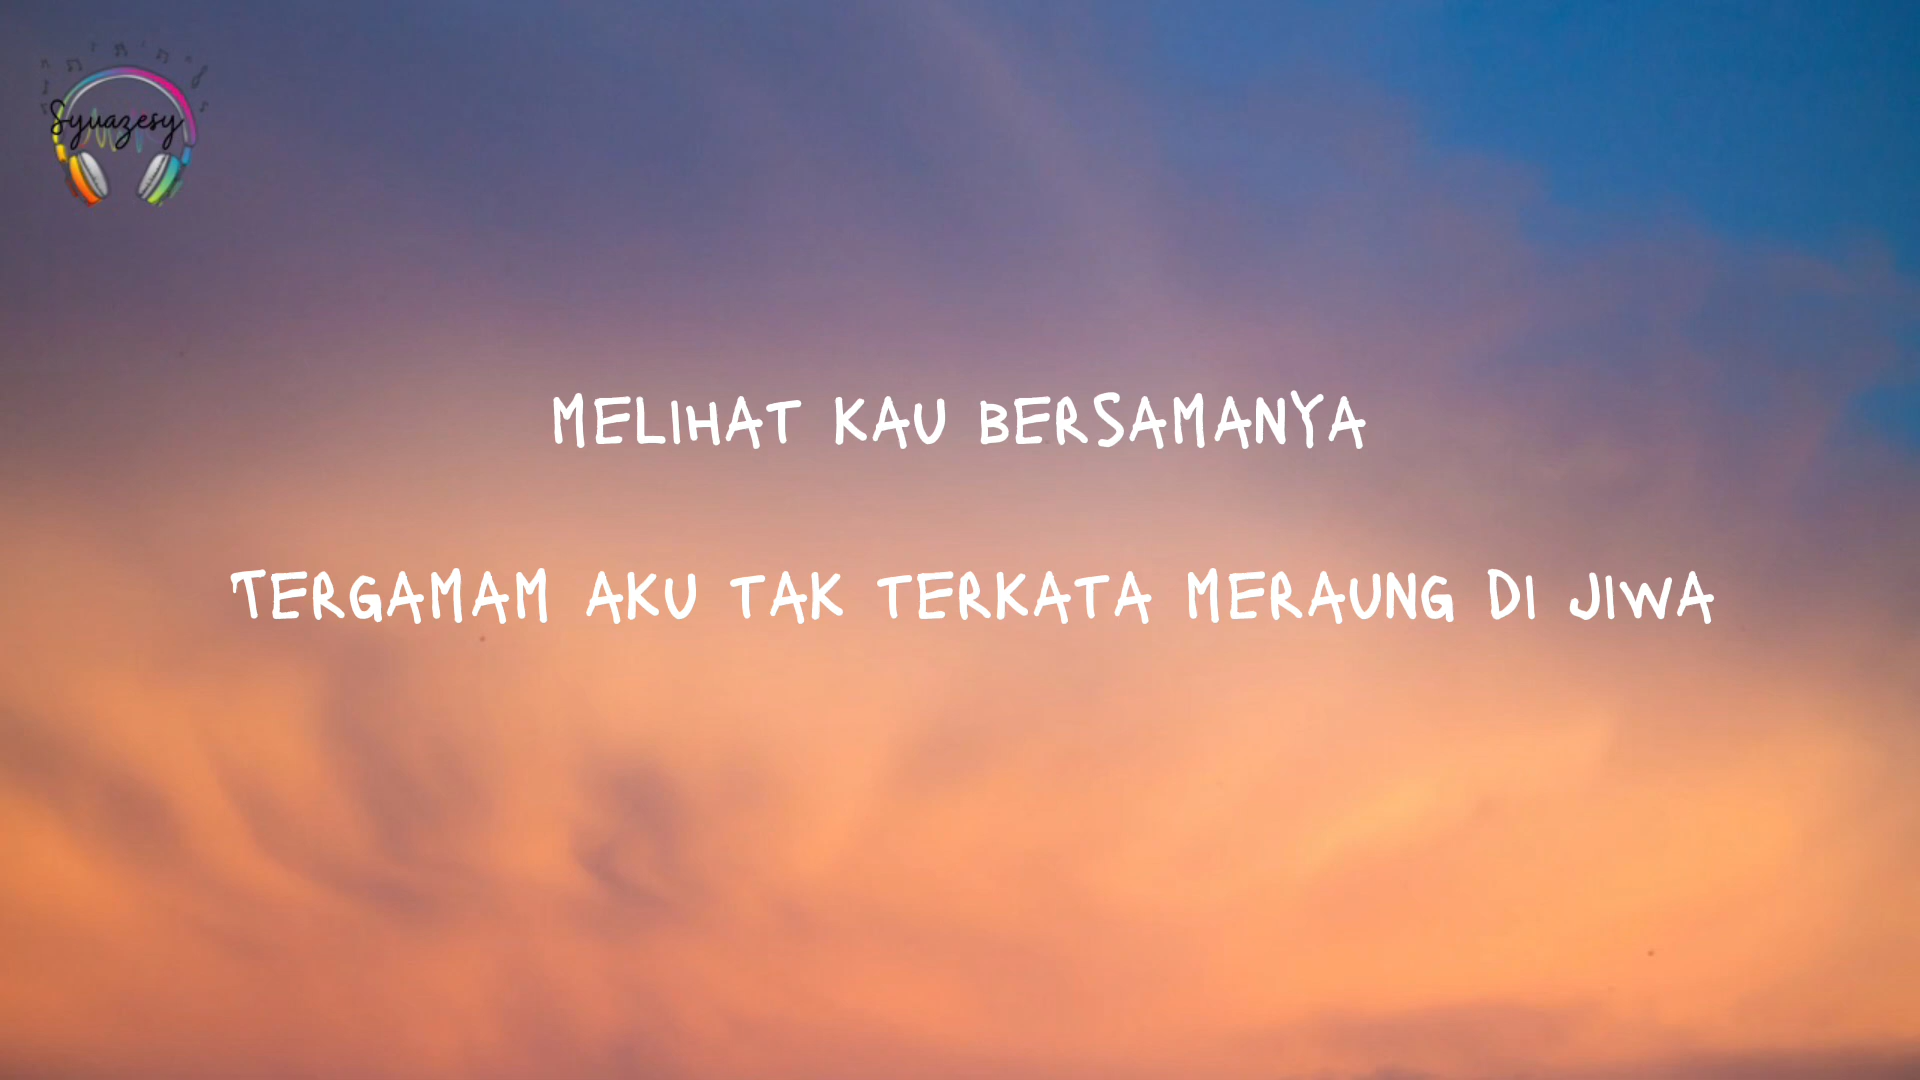 Syuazesy
MELIHAT KAU BERSAMANYA
TERGAMAM AKU TAK TERKATA MERAUNG DI JIWA